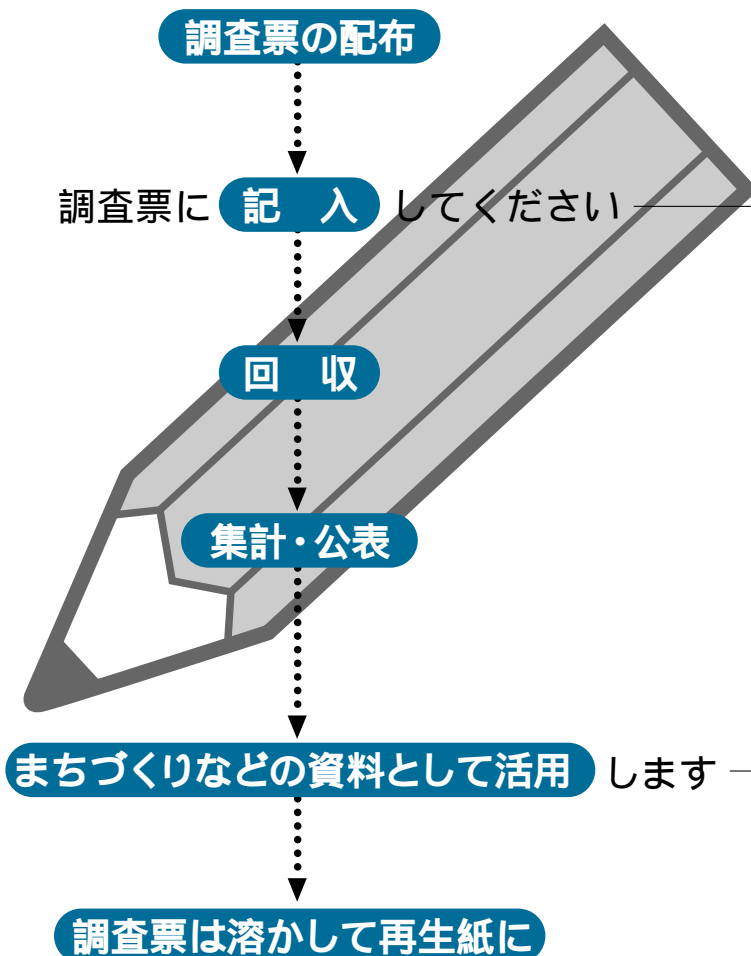 調査票の配布
調査票に 記　入 してください
回　収
集計・公表
まちづくりなどの資料として活用 します
調査票は溶かして再生紙に